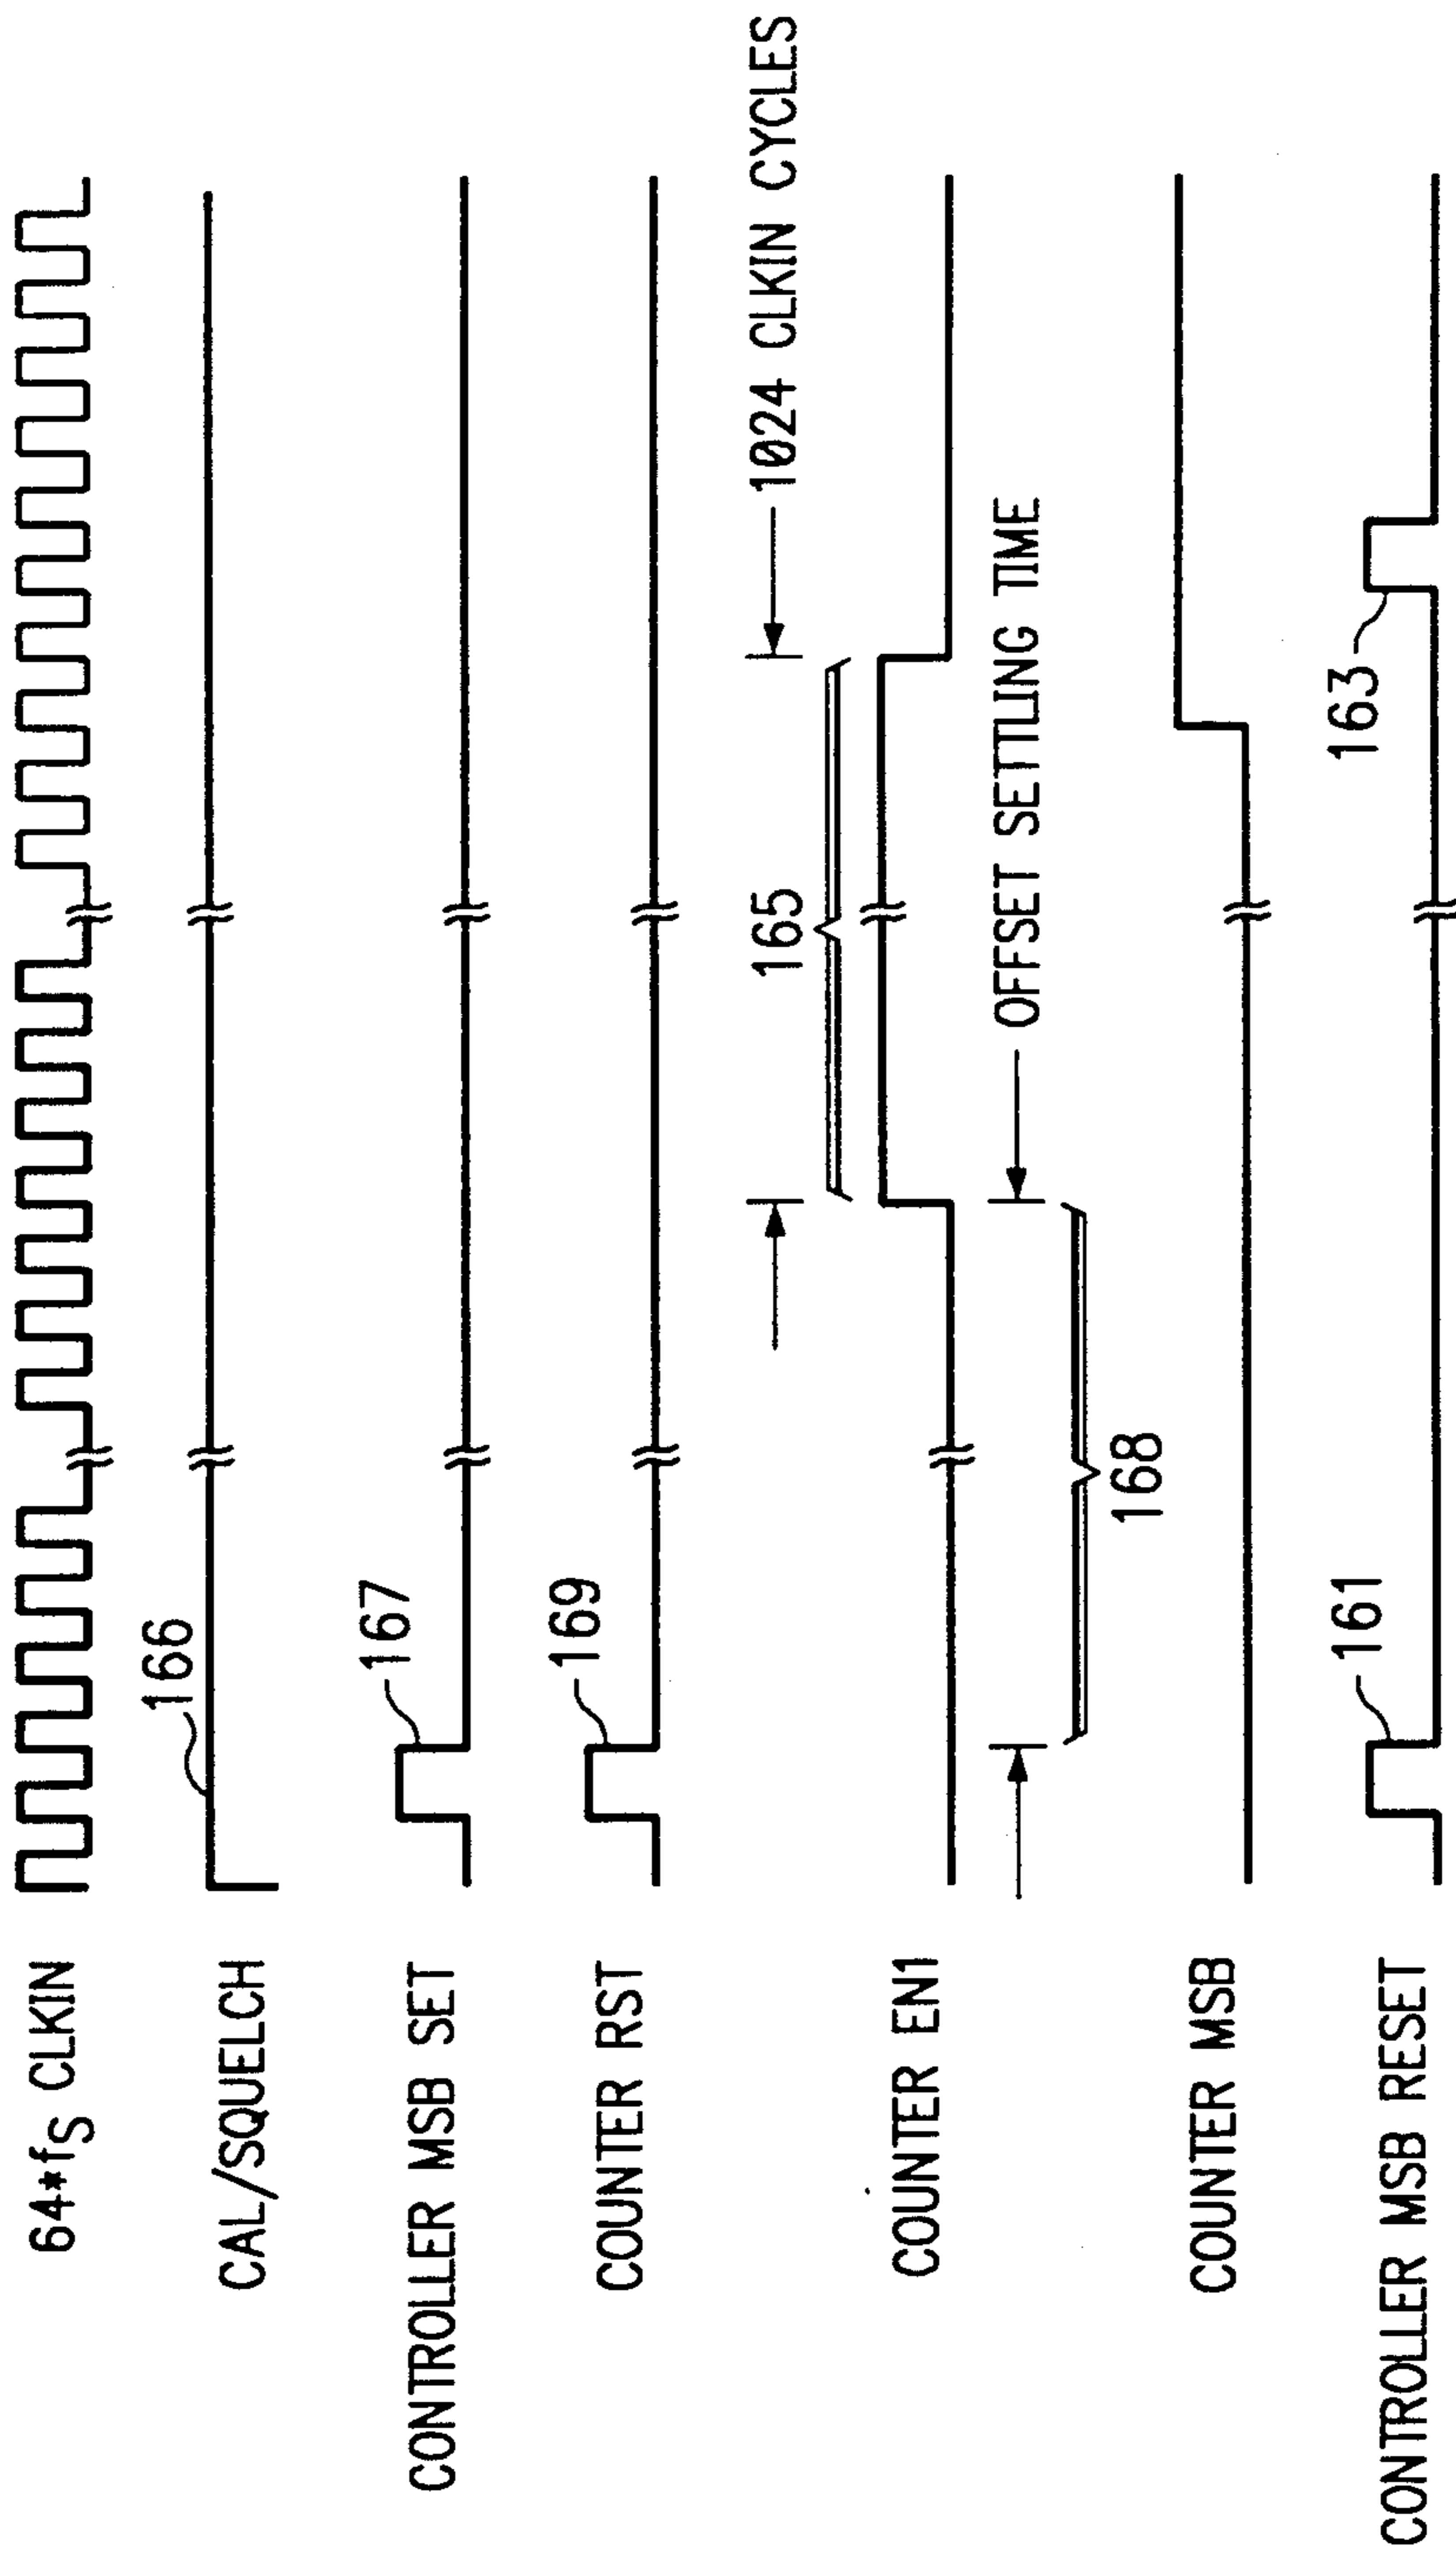 64*fS CLKIN
166
CAL/SQUELCH
167
CONTROLLER MSB SET
169
COUNTER RST
1024 CLKIN CYCLES
165
COUNTER EN1
OFFSET SETTLING TIME
168
COUNTER MSB
161
163
CONTROLLER MSB RESET